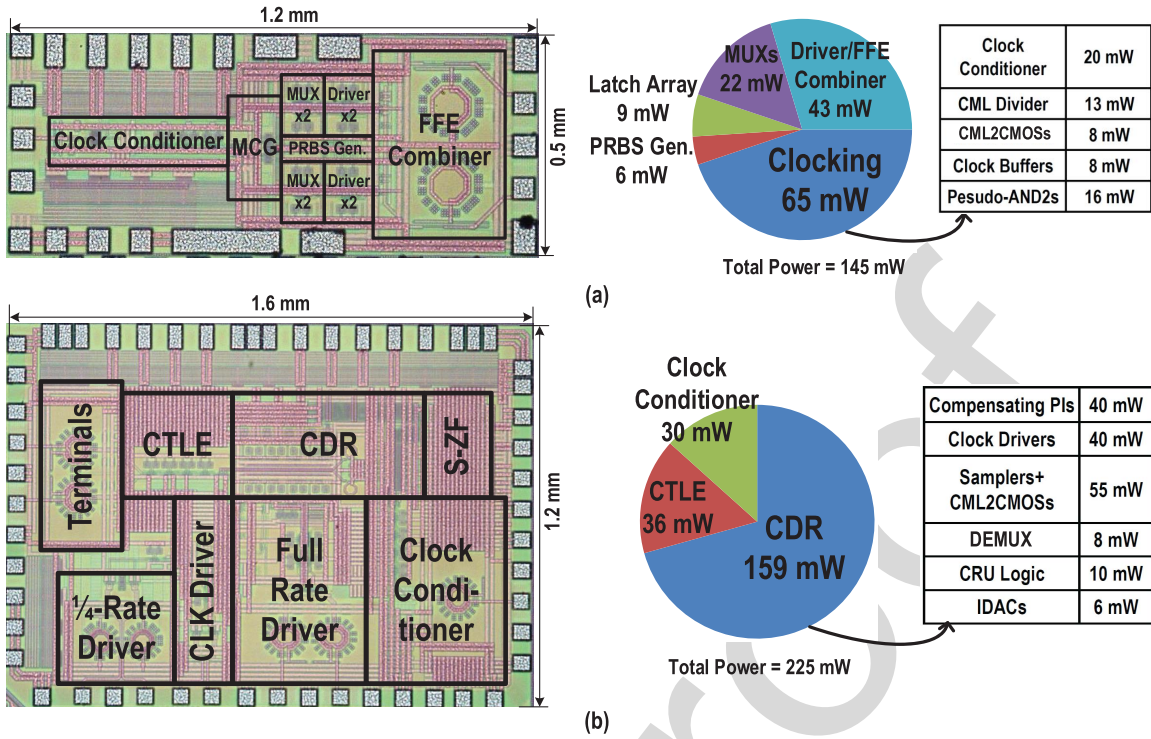 1.2 mm
0.5 mm
Clock Conditioner
MCG
MUX
x2
Driver
x2
PRBS Gen.
MUX
x2
Driver
x2
FFE
Combiner
MUXs
22 mW
Driver/FFE
Combiner
43 mW
Latch Array
9 mW
PRBS Gen.
6 mW
Clocking
65 mW
Total Power = 145 mW
Clock
Conditioner
20 mW
CML Divider
13 mW
CML2CMOSs
8 mW
Clock Buffers
8 mW
Pesudo-AND2s
16 mW
(a)
1.6 mm
1.2 mm
Terminals
CTLE
CDR
S-ZF
¼-Rate
Driver
CLK Driver
Full
Rate
Driver
Clock
Condi-
tioner
Clock
Conditioner
30 mW
CTLE
36 mW
CDR
159 mW
Total Power = 225 mW
Compensating PIs
40 mW
Clock Drivers
40 mW
Samplers+
CML2CMOSs
55 mW
DEMUX
8 mW
CRU Logic
10 mW
IDACs
6 mW
(b)